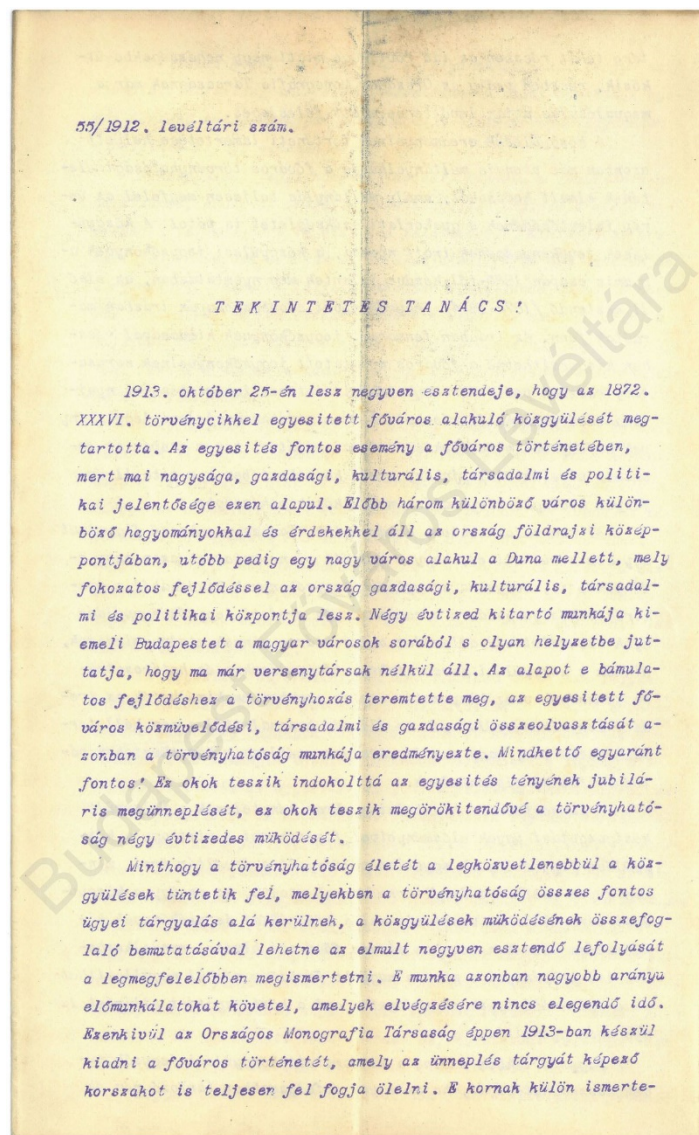 55/1912. levéltári szám.
TEKINTETES TANÁCS!
1913. október 25-én lesz negyven esztendeje, hogy az 1872.
XXXVI. törvénycikkel egyesitett főváros alakuló közgyülését meg-
tartotta. Az egyesités fontos esemény a főváros történetében,
mert mai nagysága, gazdasági, kulturális, társadalmi és politi-
kai jelentősége ezen alapul. Előbb három különböző város külön-
böző hagyományokkal és érdekekkel áll az ország földrajzi közép-
pontjában, utóbb pedig egy nagy város alakul a Duna mellett, mely
fokozatos fejlődéssel az ország gazdasági, kulturális, társadal-
mi és politikai központja lesz. Négy évtized kitartó munkája ki-
emeli Budapestet a magyar városok sorából s olyan helyzetbe jut-
tatja, hogy ma már versenytársak nélkül áll. Az alapot e bámula-
tos fejlődéshez a törvényhozás teremtette meg, az egyesitett fő-
város közmüvelődési, társadalmi és gazdasági összeolvasztását a-
zonban a törvényhatóság munkája eredményezte. Mindkettő egyaránt
fontos! Ez okok teszik indokolttá az egyesités tényének jubilá-
ris megünneplését, ez okok teszik megörökitendővé a törvényható-
ság négy évtizedes müködését.
Minthogy a törvényhatóság életét a legközvetlenebbül a köz-
gyülések tüntetik fel, melyekben a törvényhatóság összes fontos
ügyei tárgyalás alá kerülnek, a közgyülések müködésének összefog-
laló bemutatásával lehetne az elmult negyven esztendő lefolyását
a legmegfelelőbben megismertetni. E munka azonban nagyobb arányu
előmunkálatokat követel, amelyek elvégzésére nincs elegendő idő.
Ezenkivül az Országos Monografia Társaság éppen 1913-ban készül
kiadni a főváros történetét, amely az ünneplés tárgyát képező
korszakot is teljesen fel fogja ölelni. E kornak külön ismerte-
Budapest Főváros Levéltára